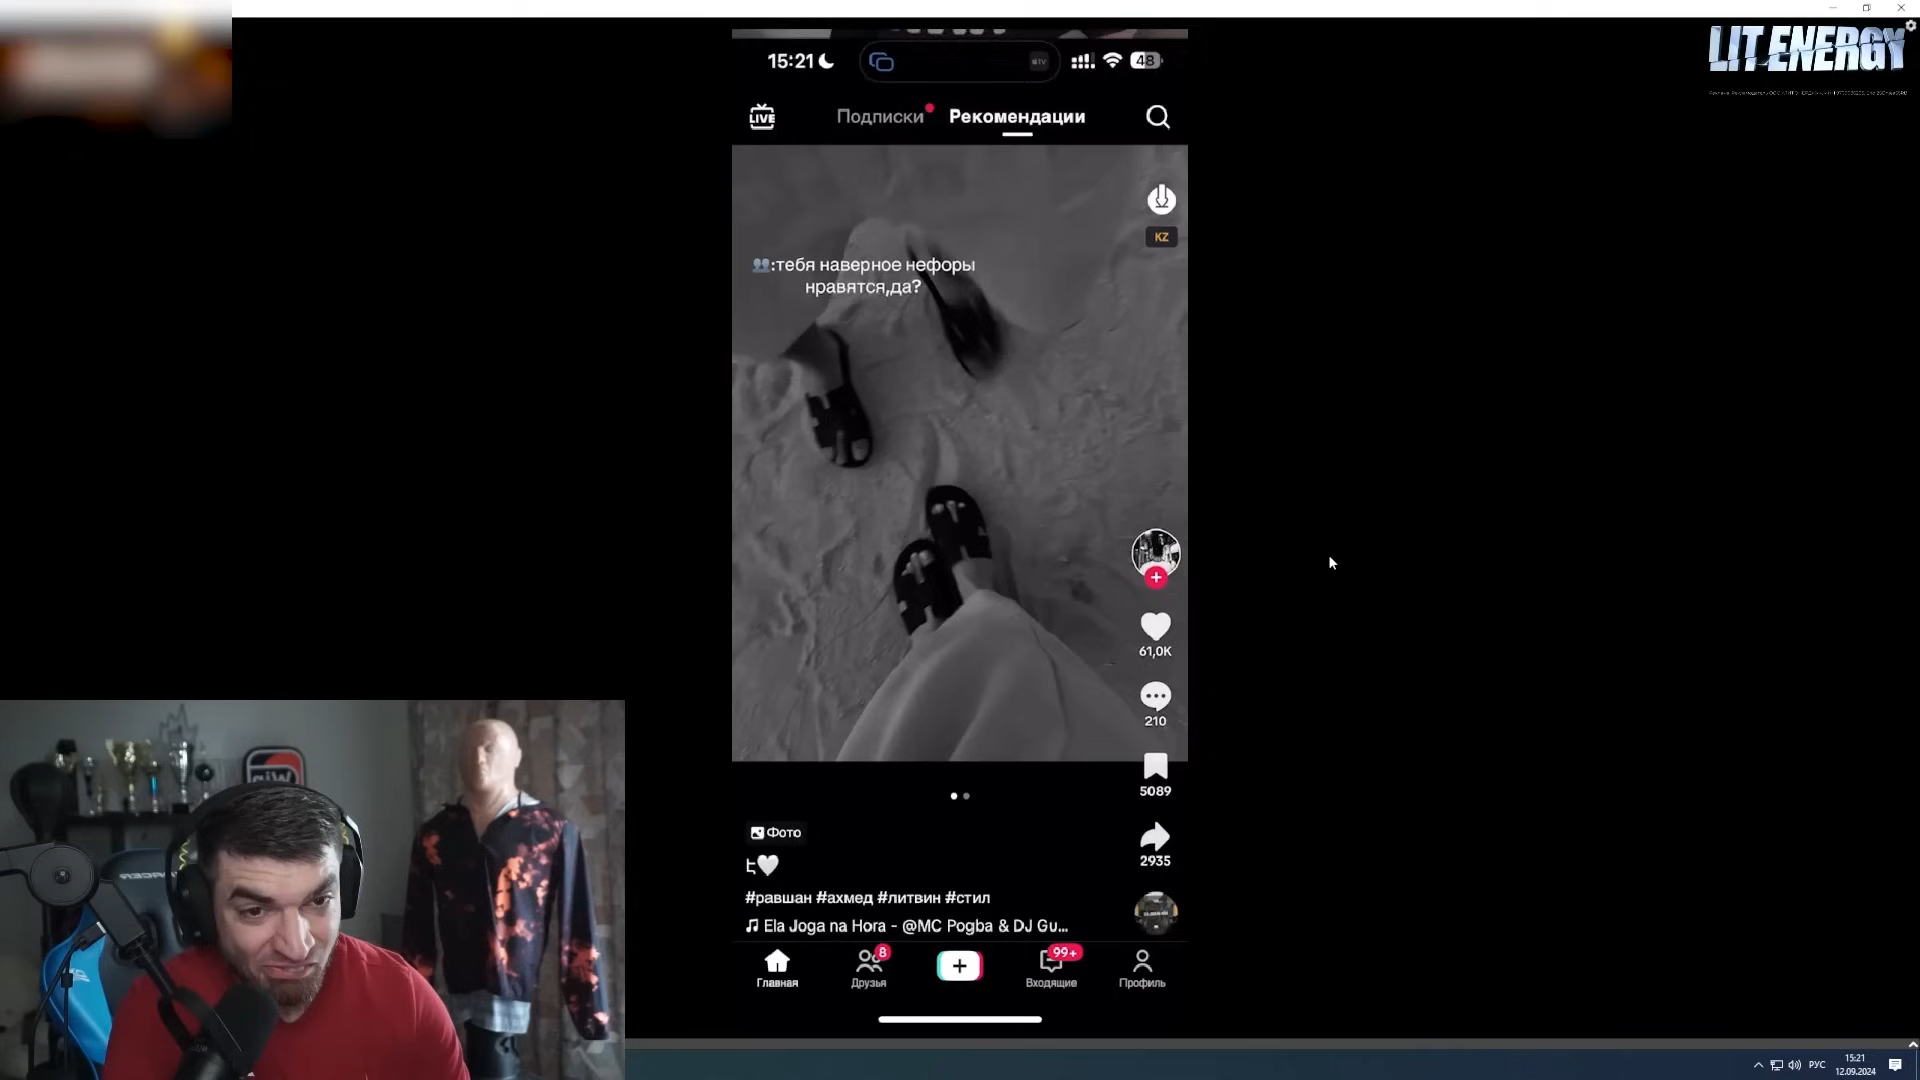 LIT ENERGY
15:21
48
LIVE
Подписки
Рекомендации
KZ
:тебя наверное нефоры
нравятся,да?
61,0K
210
5089
2935
Фото
է🤍
#равшан #ахмед #литвин #стил
Ela Joga na Hora - @MC Pogba & DJ Gu...
8
99+
Главная
Друзья
Входящие
Профиль
РУС
15:21
12.09.2024